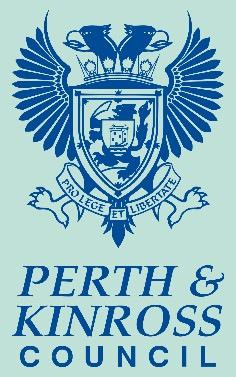 PRO LEGE ET LIBERTATE
PERTH &
KINROSS
COUNCIL